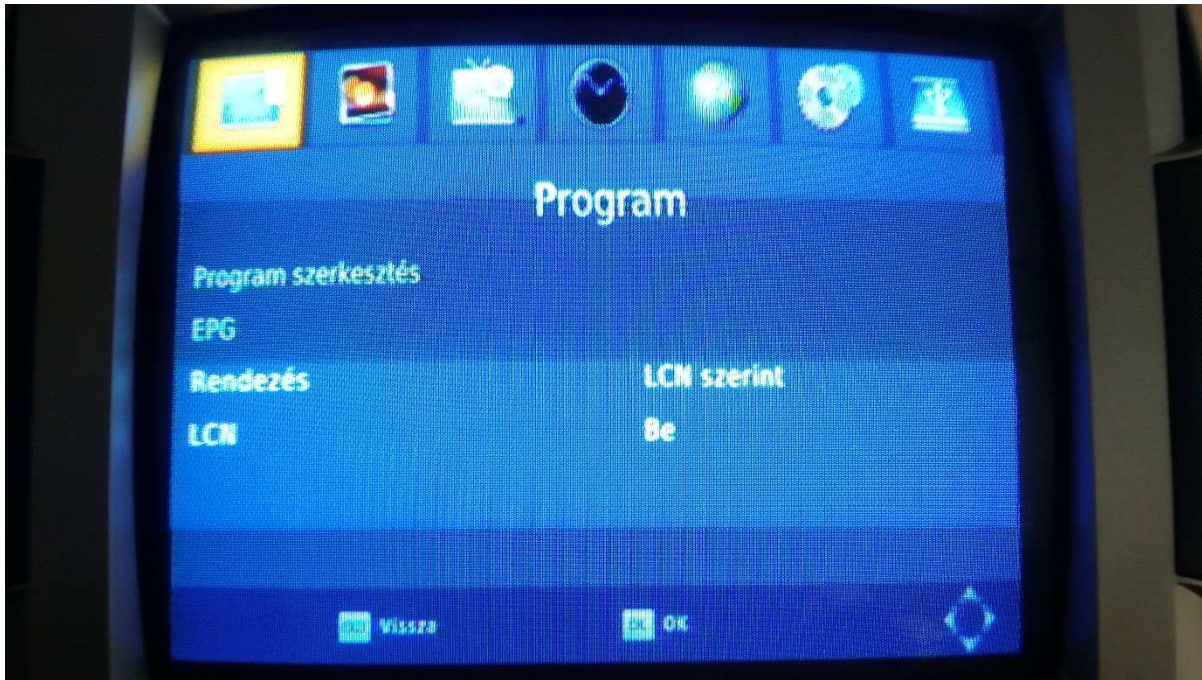 Program
Program szerkesztés
EPG
Rendezés LCN szerint
LCN Be
Vissza OK